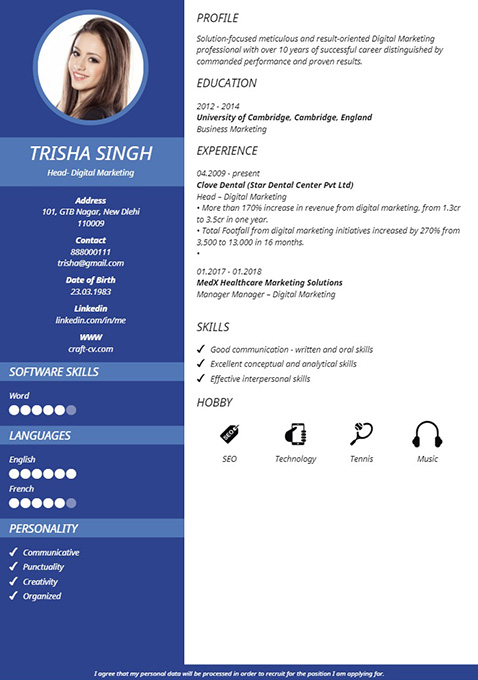 TRISHA SINGH
Head- Digital Marketing
Address
101, GTB Nagar, New Dlehi
110009
Contact
888000111
trisha@gmail.com
Date of Birth
23.03.1983
Linkedin
linkedin.com/in/me
WWW
craft-cv.com
SOFTWARE SKILLS
Word
LANGUAGES
English
French
PERSONALITY
✓ Communicative
✓ Punctuality
✓ Creativity
✓ Organized
PROFILE
Solution-focused meticulous and result-oriented Digital Marketing
professional with over 10 years of successful career distinguished by
commanded performance and proven results.
EDUCATION
2012 - 2014
University of Cambridge, Cambridge, England
Business Marketing
EXPERIENCE
04.2009 - present
Clove Dental (Star Dental Center Pvt Ltd)
Head – Digital Marketing
• More than 170% increase in revenue from digital marketing, from 1.3cr
to 3.5cr in one year.
• Total Footfall from digital marketing initiatives increased by 270% from
3,500 to 13,000 in 16 months.
•
01.2017 - 01.2018
MedX Healthcare Marketing Solutions
Manager Manager – Digital Marketing
SKILLS
✓ Good communication - written and oral skills
✓ Excellent conceptual and analytical skills
✓ Effective interpersonal skills
HOBBY
SEO
SEO
Technology
Tennis
Music
I agree that my personal data will be processed in order to recruit for the position I am applying for.